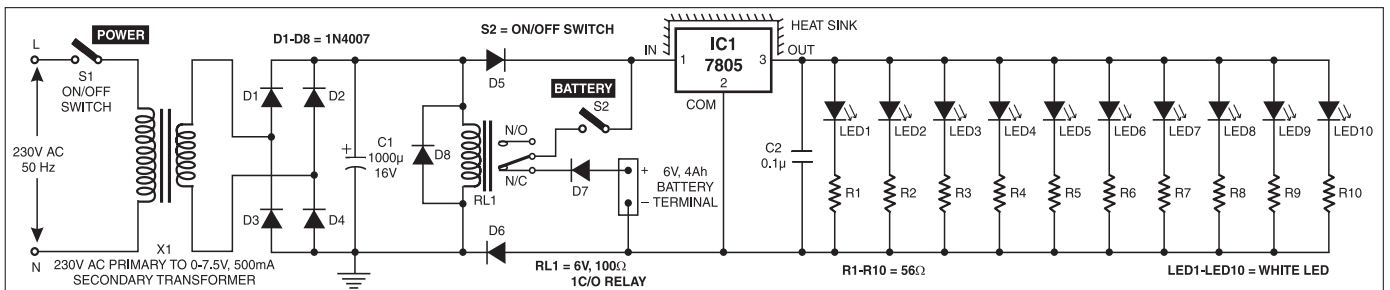 POWER
L
S1
ON/OFF
SWITCH
230V AC
50 Hz
N
X1
230V AC PRIMARY TO 0-7.5V, 500mA
SECONDARY TRANSFORMER
D1-D8 = 1N4007
D1
D2
D3
D4
+
C1
1000µ
16V
D8
RL1
D5
D6
N/O
N/C
D7
S2 = ON/OFF SWITCH
BATTERY
S2
+
–
6V, 4Ah
BATTERY
TERMINAL
RL1 = 6V, 100Ω
1C/O RELAY
HEAT SINK
IN
OUT
IC1
7805
1
3
2
COM
C2
0.1µ
LED1
LED2
LED3
LED4
LED5
LED6
LED7
LED8
LED9
LED10
R1
R2
R3
R4
R5
R6
R7
R8
R9
R10
R1-R10 = 56Ω
LED1-LED10 = WHITE LED